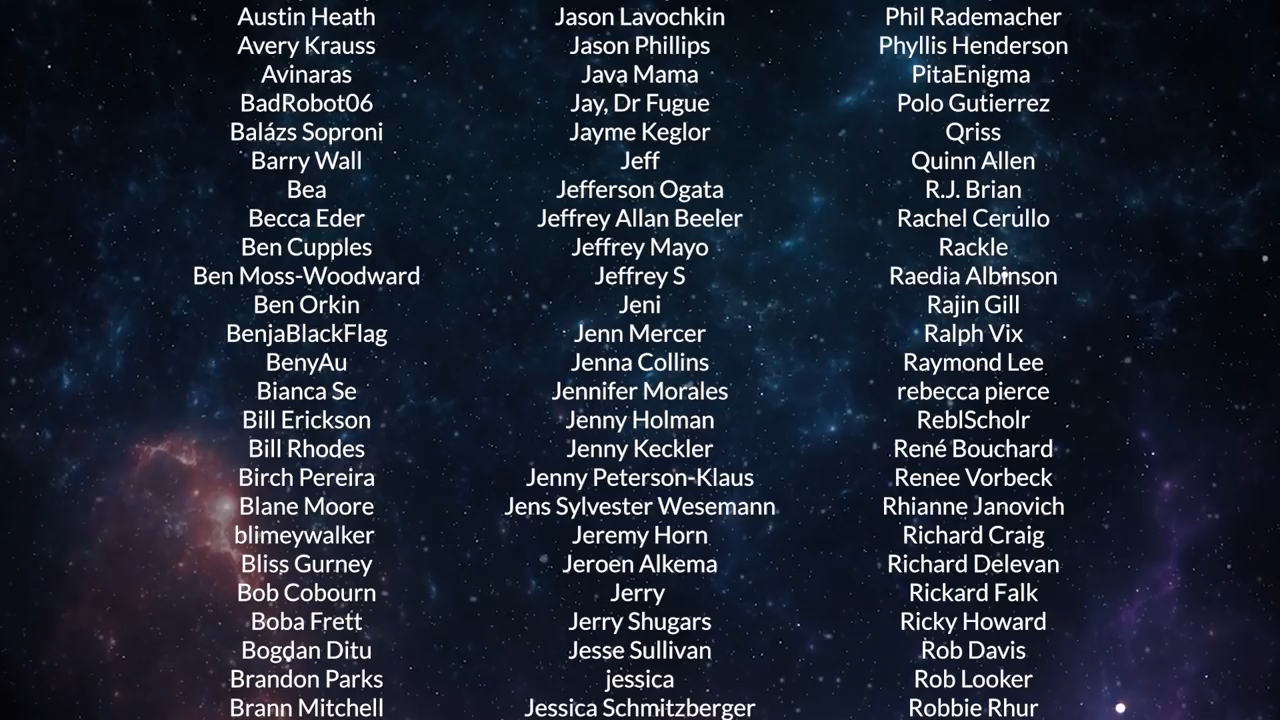 Austin Heath
Avery Krauss
Avinaras
BadRobot06
Balázs Soproni
Barry Wall
Bea
Becca Eder
Ben Cupples
Ben Moss-Woodward
Ben Orkin
BenjaBlackFlag
BenyAu
Bianca Se
Bill Erickson
Bill Rhodes
Birch Pereira
Blane Moore
blimeywalker
Bliss Gurney
Bob Cobourn
Boba Frett
Bogdan Ditu
Brandon Parks
Brann Mitchell
Jason Lavochkin
Jason Phillips
Java Mama
Jay, Dr Fugue
Jayme Keglor
Jeff
Jefferson Ogata
Jeffrey Allan Beeler
Jeffrey Mayo
Jeffrey S
Jeni
Jenn Mercer
Jenna Collins
Jennifer Morales
Jenny Holman
Jenny Keckler
Jenny Peterson-Klaus
Jens Sylvester Wesemann
Jeremy Horn
Jeroen Alkema
Jerry
Jerry Shugars
Jesse Sullivan
jessica
Jessica Schmitzberger
Phil Rademacher
Phyllis Henderson
PitaEnigma
Polo Gutierrez
Qriss
Quinn Allen
R.J. Brian
Rachel Cerullo
Rackle
Raedia Albinson
Rajin Gill
Ralph Vix
Raymond Lee
rebecca pierce
ReblScholr
René Bouchard
Renee Vorbeck
Rhianne Janovich
Richard Craig
Richard Delevan
Rickard Falk
Ricky Howard
Rob Davis
Rob Looker
Robbie Rhur